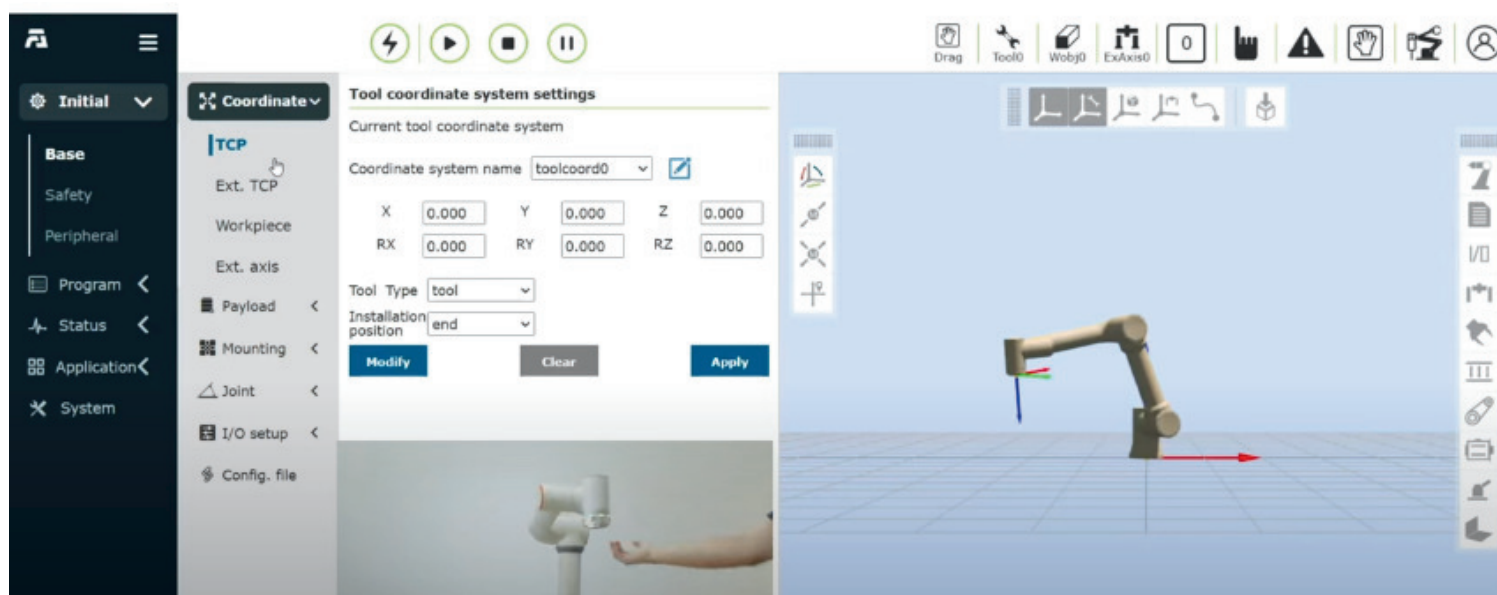 Initial
Base
Safety
Peripheral
Program
Status
Application
System
Coordinate
TCP
Ext. TCP
Workpiece
Ext. axis
Payload
Mounting
Joint
I/O setup
Config. file
Tool coordinate system settings
Current tool coordinate system
Coordinate system name toolcoord0
X 0.000 Y 0.000 Z 0.000
RX 0.000 RY 0.000 RZ 0.000
Tool Type tool
Installation
position end
Modify Clear Apply
Drag Tool0 Wobj0 ExAxis0 0
I/O